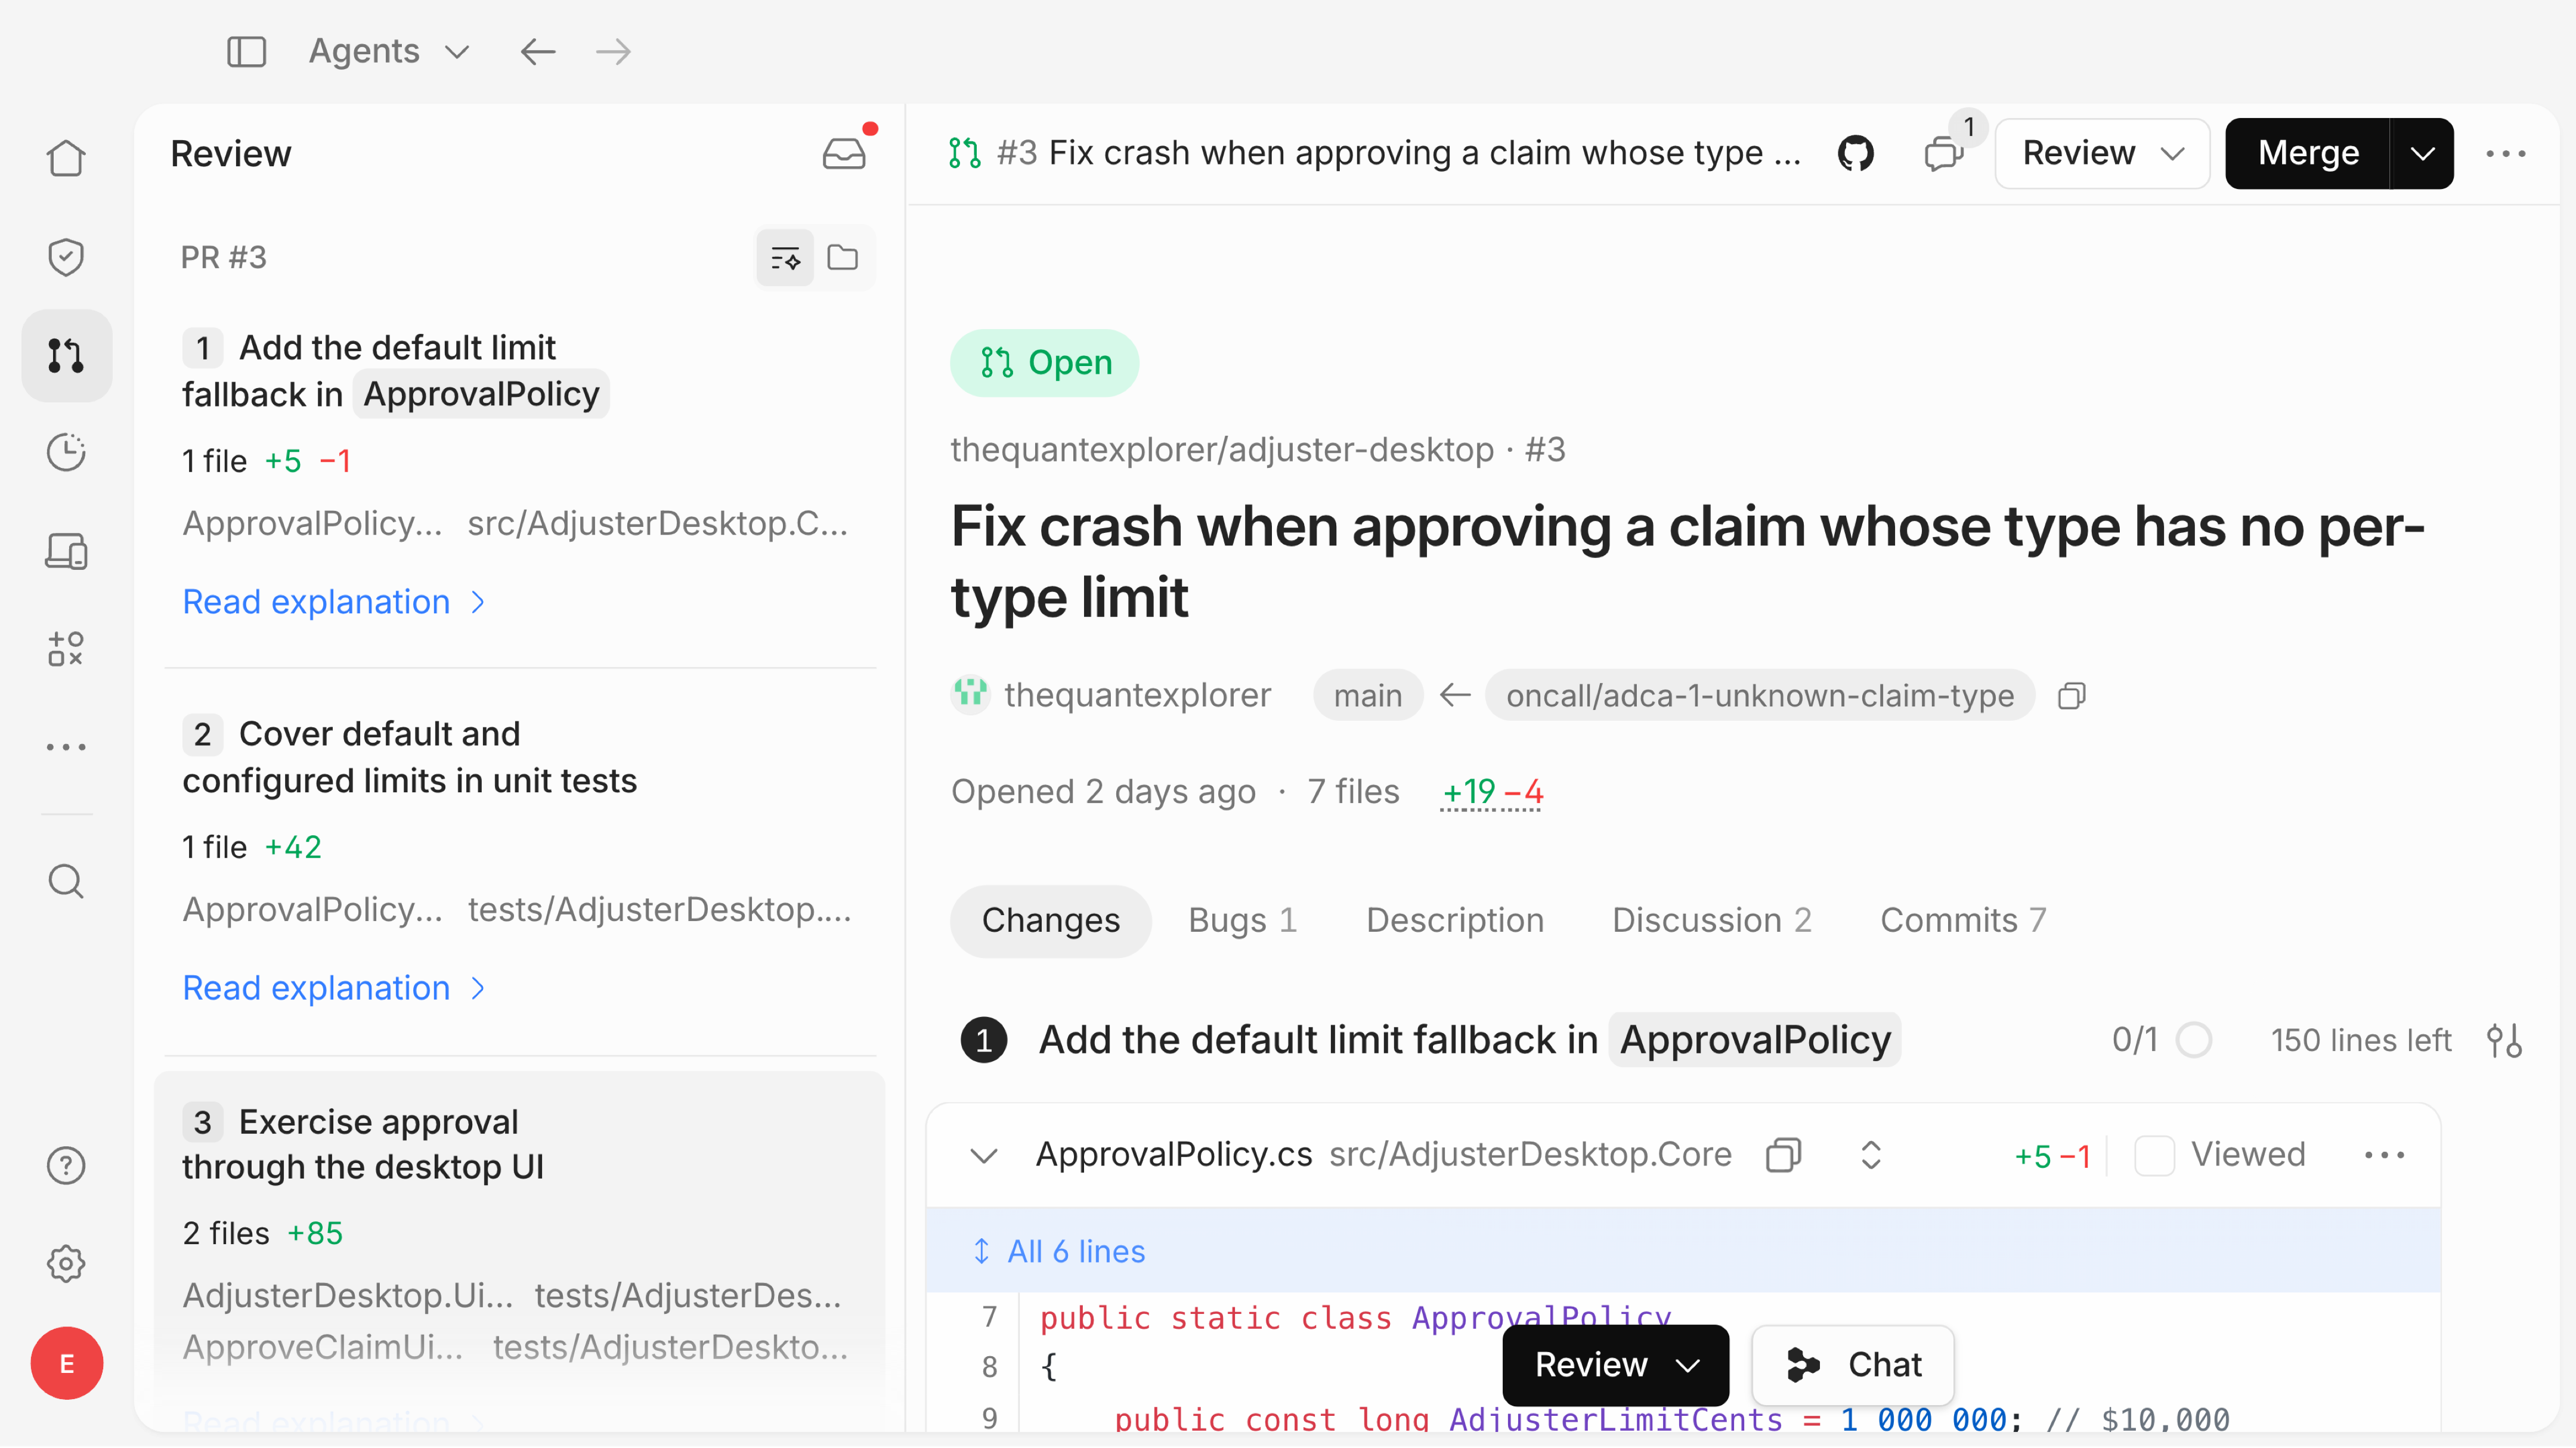 Agents
Review
PR #3
1 Add the default limit
fallback in ApprovalPolicy
1 file +5 −1
ApprovalPolicy... src/AdjusterDesktop.C...
Read explanation
2 Cover default and
configured limits in unit tests
1 file +42
ApprovalPolicy... tests/AdjusterDesktop....
Read explanation
3 Exercise approval
through the desktop UI
2 files +85
AdjusterDesktop.Ui... tests/AdjusterDes...
ApproveClaimUi... tests/AdjusterDeskto...
Read explanation
E
#3 Fix crash when approving a claim whose type ...
1
Review
Merge
Open
thequantexplorer/adjuster-desktop · #3
Fix crash when approving a claim whose type has no per-
type limit
thequantexplorer main ← oncall/adca-1-unknown-claim-type
Opened 2 days ago · 7 files +19 −4
Changes Bugs 1 Description Discussion 2 Commits 7
1 Add the default limit fallback in ApprovalPolicy 0/1 150 lines left
ApprovalPolicy.cs src/AdjusterDesktop.Core +5 −1 Viewed
All 6 lines
7 public static class ApprovalPolicy
8 {
9 public const long AdjusterLimitCents = 1_000_000; // $10,000
Review
Chat